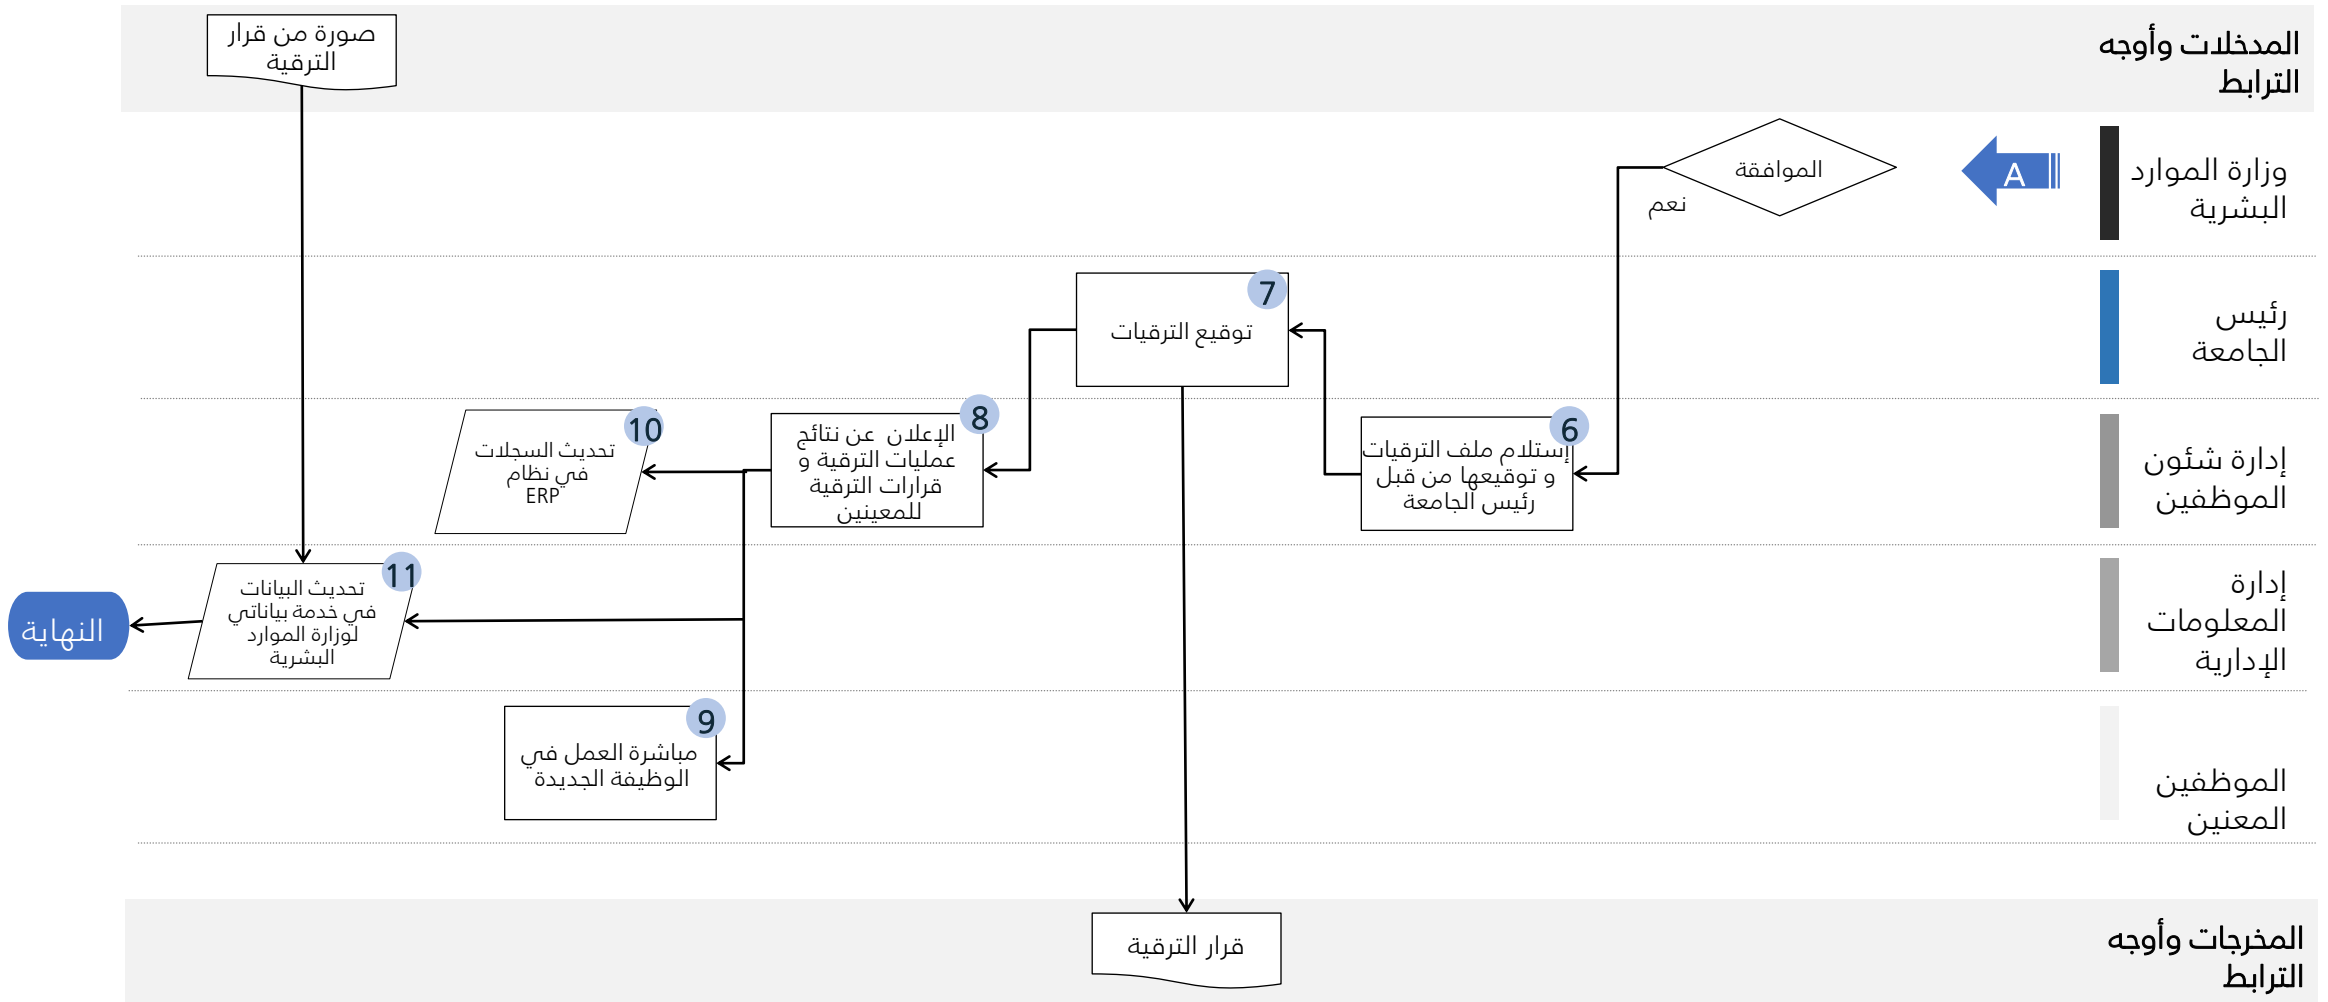 المدخلات وأوجه
الترابط
صورة من قرار
الترقية
وزارة الموارد
البشرية
A
الموافقة
نعم
رئيس
الجامعة
7
توقيع الترقيات
إدارة شئون
الموظفين
6
إستلام ملف الترقيات
و توقيعها من قبل
رئيس الجامعة
8
الإعلان عن نتائج
عمليات الترقية و
قرارات الترقية
للمعينين
10
تحديث السجلات
في نظام
ERP
إدارة
المعلومات
الإدارية
11
تحديث البيانات
في خدمة بياناتي
لوزارة الموارد
البشرية
النهاية
الموظفين
المعنين
9
مباشرة العمل في
الوظيفة الجديدة
المخرجات وأوجه
الترابط
قرار الترقية